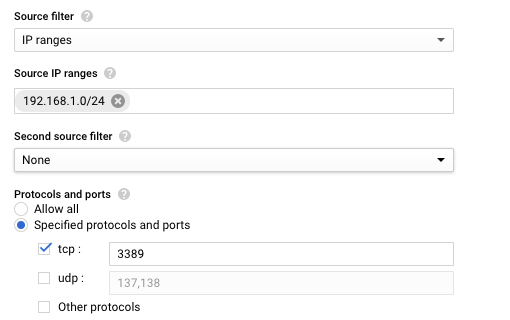 Source filter ?
IP ranges
Source IP ranges ?
192.168.1.0/24
Second source filter ?
None
Protocols and ports ?
Allow all
Specified protocols and ports
tcp : 3389
udp : 137,138
Other protocols